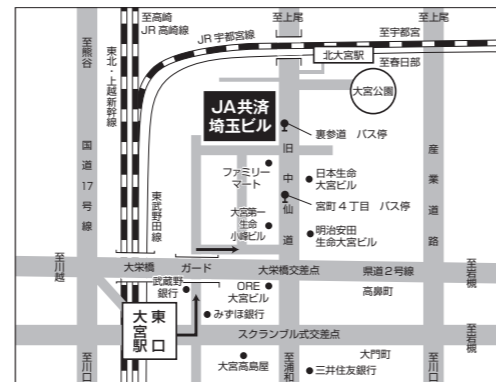 至高崎
JR高崎線
JR宇都宮線
至上尾
至上尾
至宇都宮
北大宮駅
至春日部
大宮公園
至熊谷
東北・上越新幹線
国道17号線
東武野田線
JA共済
埼玉ビル
裏参道 バス停
旧中仙道
産業道路
ファミリー
マート
日本生命
大宮ビル
宮町4丁目 バス停
大宮第一
生命
小峰ビル
明治安田
生命大宮ビル
至川越
大栄橋
ガード
大栄橋交差点
県道2号線
至岩槻
武蔵野
銀行
ORE
大宮ビル
高鼻町
みずほ銀行
東口
大宮駅
スクランブル式交差点
至岩槻
大宮高島屋
大門町
三井住友銀行
至川口
至浦和
至川口